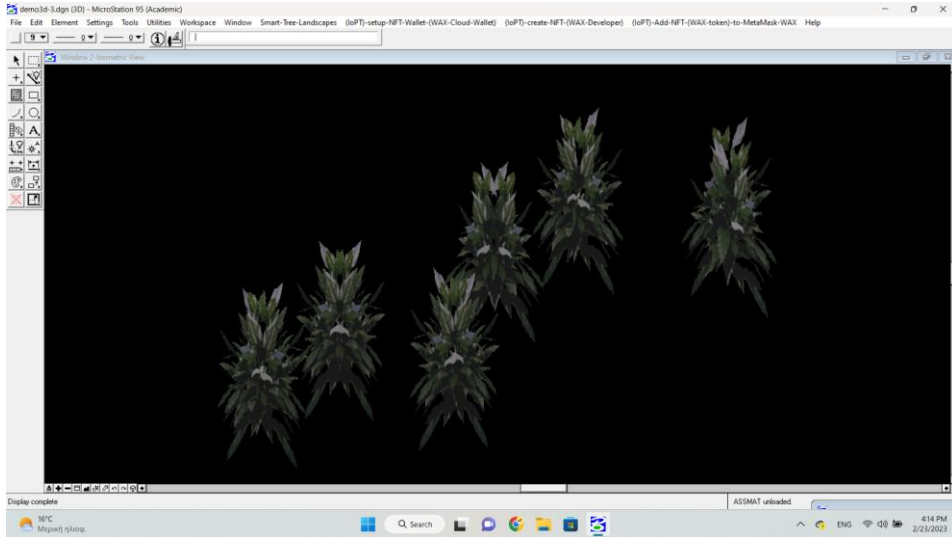 demo3d-3.dgn (3D) - MicroStation 95 (Academic)
File Edit Element Settings Tools Utilities Workspace Window Smart-Tree-Landscapes (IoPT)-setup-NFT-Wallet-(WAX-Cloud-Wallet) (IoPT)-create-NFT-(WAX-Developer) (IoPT)-Add-NFT-(WAX-token)-to-MetaMask-WAX Help
9 0 0
Window 2-Isometric View
A
Display complete
ASSMAT unloaded.
16°C
Μερική ηλιοφ.
Search
ENG
4:14 PM
2/23/2023